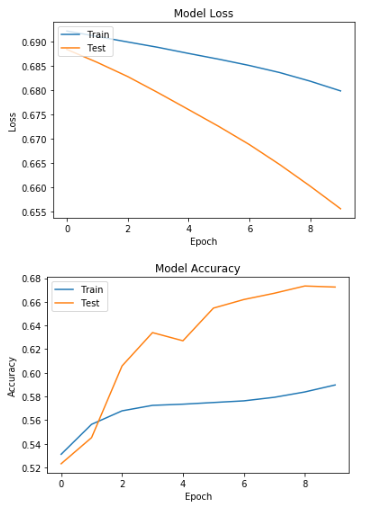 Model Loss
0.690
0.685
0.680
0.675
0.670
0.665
0.660
0.655
Loss
Train
Test
0 2 4 6 8
Epoch
Model Accuracy
0.68
0.66
0.64
0.62
0.60
0.58
0.56
0.54
0.52
Accuracy
Train
Test
0 2 4 6 8
Epoch